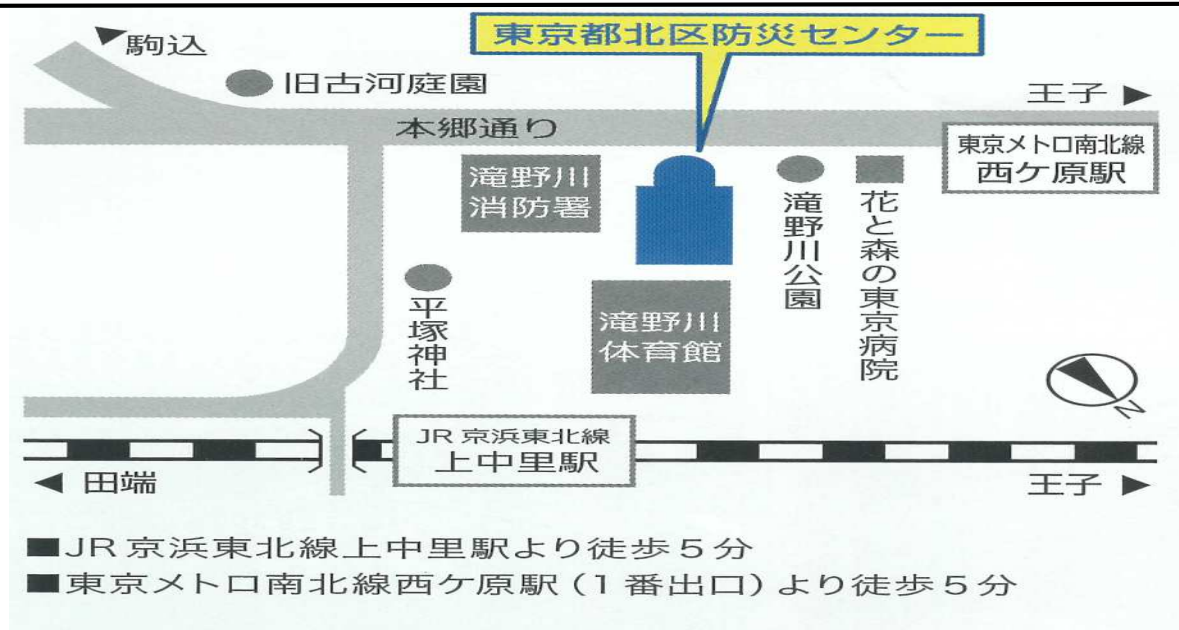 東京都北区防災センター
駒込
旧古河庭園
王子
本郷通り
東京メトロ南北線
西ケ原駅
滝野川
消防署
滝野川公園
花と森の東京病院
平塚神社
滝野川
体育館
N
JR 京浜東北線
上中里駅
田端
王子
■JR 京浜東北線上中里駅より徒歩5分
■東京メトロ南北線西ケ原駅(1番出口)より徒歩5分